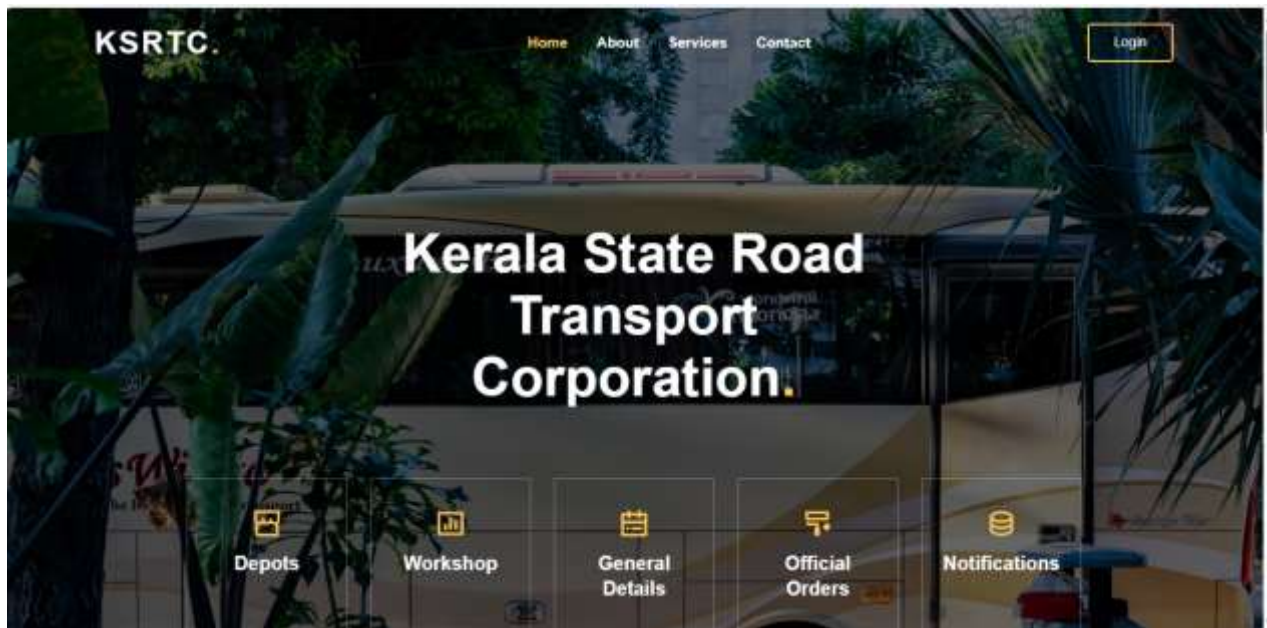 KSRTC.
Home About Services Contact
Login
Kerala State Road
Transport
Corporation.
Depots
Workshop
General
Details
Official
Orders
Notifications